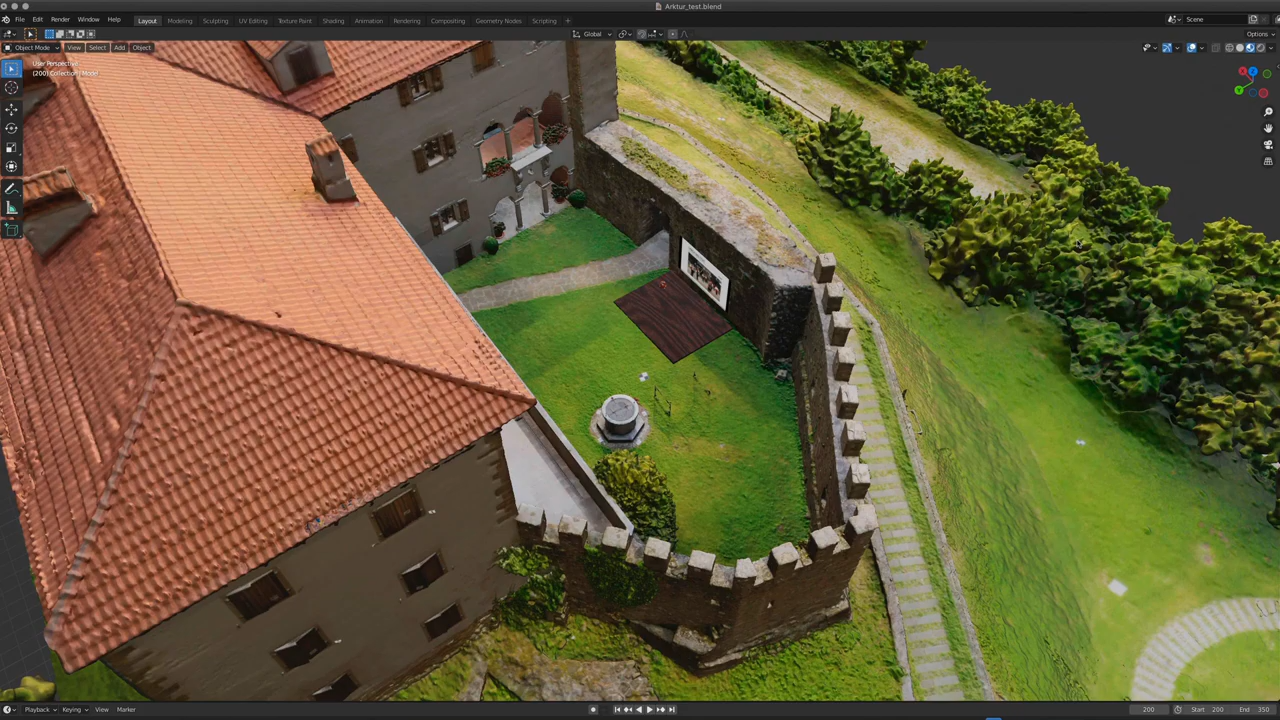 Arktur_test.blend
File Edit Render Window Help Layout Modeling Sculpting UV Editing Texture Paint Shading Animation Rendering Compositing Geometry Nodes Scripting + Scene
Global Options
Object Mode View Select Add Object
User Perspective
(200) Collection | Model
Playback Keying View Marker 200 Start 200 End 350